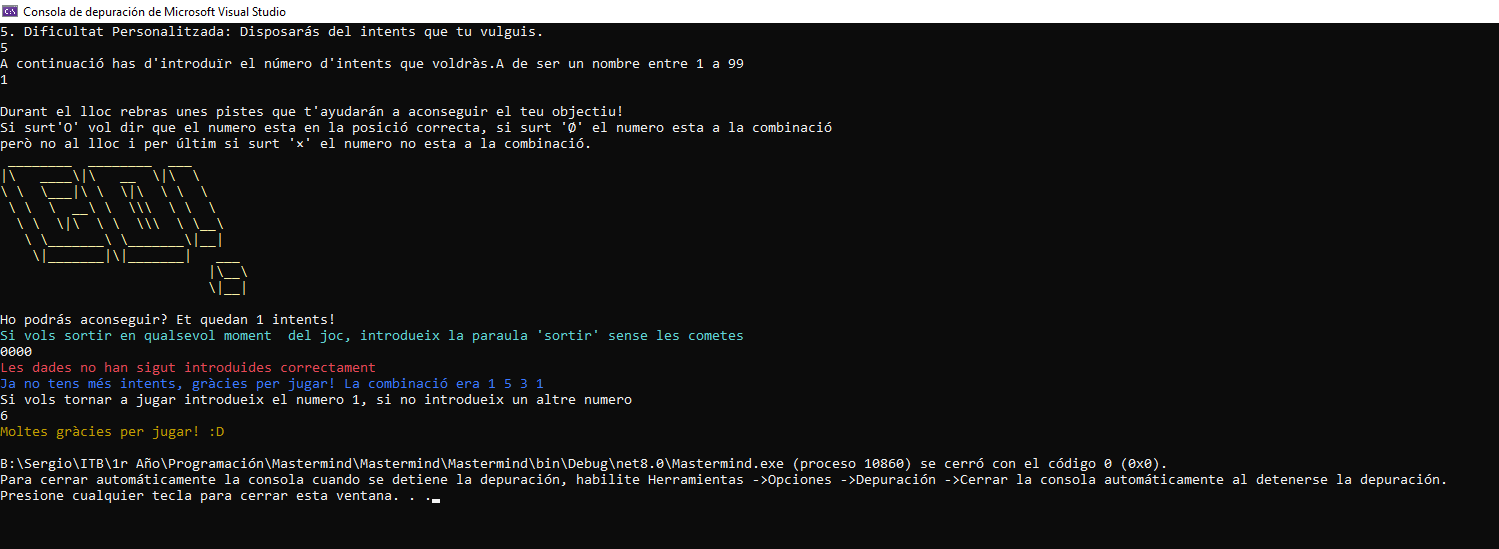 Consola de depuración de Microsoft Visual Studio
5. Dificultat Personalitzada: Disposarás del intents que tu vulguis.
5
A continuació has d'introduïr el número d'intents que voldràs.A de ser un nombre entre 1 a 99
1
Durant el lloc rebras unes pistes que t'ayudarán a aconseguir el teu objectiu!
Si surt'O' vol dir que el numero esta en la posició correcta, si surt 'Ø' el numero esta a la combinació
però no al lloc i per últim si surt '×' el numero no esta a la combinació.
 ________  ________  ___
|\   ____\|\   __  \|\  \
\ \  \___|\ \  \|\  \ \  \
 \ \  \  __\ \  \\\  \ \  \
  \ \  \|\  \ \  \\\  \ \__\
   \ \_______\ \_______\|__|
    \|_______|\|_______|   ___
                          |\__\
                          \|__|
Ho podrás aconseguir? Et quedan 1 intents!
Si vols sortir en qualsevol moment  del joc, introdueix la paraula 'sortir' sense les cometes
0000
Les dades no han sigut introduides correctament
Ja no tens més intents, gràcies per jugar! La combinació era 1 5 3 1
Si vols tornar a jugar introdueix el numero 1, si no introdueix un altre numero
6
Moltes gràcies per jugar! :D
B:\Sergio\ITB\1r Año\Programación\Mastermind\Mastermind\Mastermind\bin\Debug\net8.0\Mastermind.exe (proceso 10860) se cerró con el código 0 (0x0).
Para cerrar automáticamente la consola cuando se detiene la depuración, habilite Herramientas ->Opciones ->Depuración ->Cerrar la consola automáticamente al detenerse la depuración.
Presione cualquier tecla para cerrar esta ventana. . .